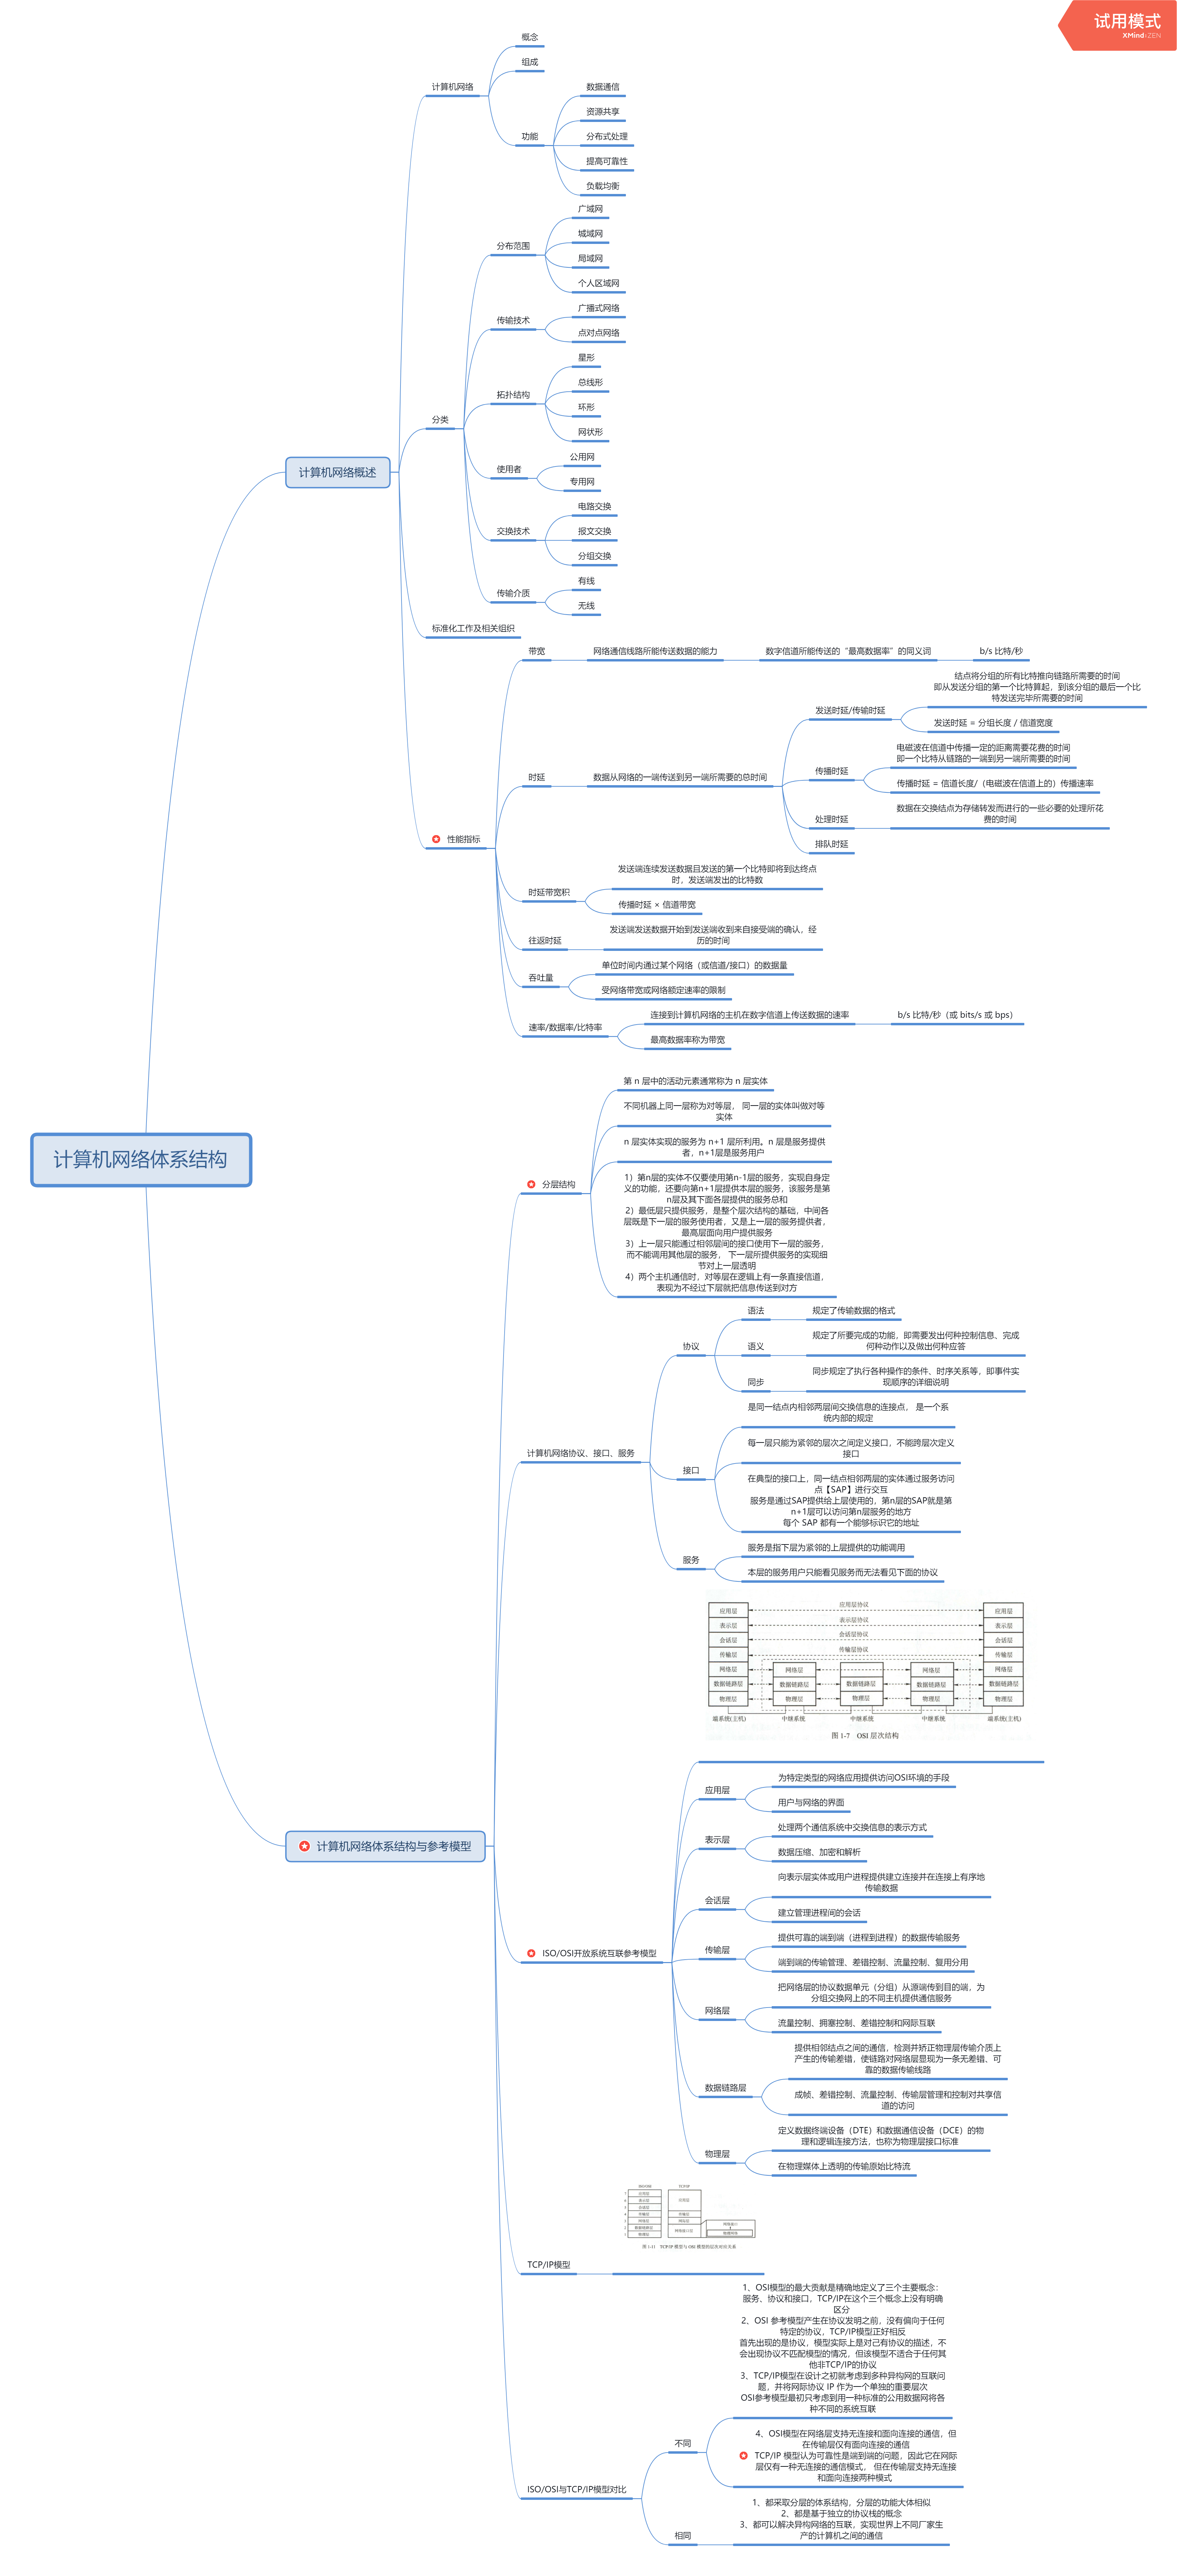 试用模式
XMind:ZEN
计算机网络体系结构
计算机网络概述
计算机网络
概念
组成
功能
数据通信
资源共享
分布式处理
提高可靠性
负载均衡
分类
分布范围
广域网
城域网
局域网
个人区域网
传输技术
广播式网络
点对点网络
拓扑结构
星形
总线形
环形
网状形
使用者
公用网
专用网
交换技术
电路交换
报文交换
分组交换
传输介质
有线
无线
标准化工作及相关组织
性能指标
带宽
网络通信线路所能传送数据的能力
数字信道所能传送的“最高数据率”的同义词
b/s 比特/秒
时延
数据从网络的一端传送到另一端所需要的总时间
发送时延/传输时延
结点将分组的所有比特推向链路所需要的时间
即从发送分组的第一个比特算起，到该分组的最后一个比
特发送完毕所需要的时间
发送时延 = 分组长度 / 信道宽度
传播时延
电磁波在信道中传播一定的距离需要花费的时间
即一个比特从链路的一端到另一端所需要的时间
传播时延 = 信道长度/（电磁波在信道上的）传播速率
处理时延
数据在交换结点为存储转发而进行的一些必要的处理所花
费的时间
排队时延
时延带宽积
发送端连续发送数据且发送的第一个比特即将到达终点
时，发送端发出的比特数
传播时延 × 信道带宽
往返时延
发送端发送数据开始到发送端收到来自接受端的确认，经
历的时间
吞吐量
单位时间内通过某个网络（或信道/接口）的数据量
受网络带宽或网络额定速率的限制
速率/数据率/比特率
连接到计算机网络的主机在数字信道上传送数据的速率
b/s 比特/秒（或 bits/s 或 bps）
最高数据率称为带宽
计算机网络体系结构与参考模型
分层结构
第 n 层中的活动元素通常称为 n 层实体
不同机器上同一层称为对等层， 同一层的实体叫做对等
实体
n 层实体实现的服务为 n+1 层所利用。n 层是服务提供
者，n+1层是服务用户
1）第n层的实体不仅要使用第n-1层的服务，实现自身定
义的功能，还要向第n+1层提供本层的服务，该服务是第
n层及其下面各层提供的服务总和
2）最低层只提供服务，是整个层次结构的基础，中间各
层既是下一层的服务使用者，又是上一层的服务提供者，
最高层面向用户提供服务
3）上一层只能通过相邻层间的接口使用下一层的服务，
而不能调用其他层的服务， 下一层所提供服务的实现细
节对上一层透明
4）两个主机通信时，对等层在逻辑上有一条直接信道，
表现为不经过下层就把信息传送到对方
计算机网络协议、接口、服务
协议
语法
规定了传输数据的格式
语义
规定了所要完成的功能，即需要发出何种控制信息、完成
何种动作以及做出何种应答
同步
同步规定了执行各种操作的条件、时序关系等，即事件实
现顺序的详细说明
接口
是同一结点内相邻两层间交换信息的连接点， 是一个系
统内部的规定
每一层只能为紧邻的层次之间定义接口，不能跨层次定义
接口
在典型的接口上，同一结点相邻两层的实体通过服务访问
点【SAP】进行交互
服务是通过SAP提供给上层使用的，第n层的SAP就是第
n+1层可以访问第n层服务的地方
每个 SAP 都有一个能够标识它的地址
服务
服务是指下层为紧邻的上层提供的功能调用
本层的服务用户只能看见服务而无法看见下面的协议
ISO/OSI开放系统互联参考模型
应用层 应用层协议 应用层
表示层 表示层协议 表示层
会话层 会话层协议 会话层
传输层 传输层协议 传输层
网络层 网络层 网络层 网络层 网络层
数据链路层 数据链路层 数据链路层 数据链路层 数据链路层
物理层 物理层 物理层 物理层 物理层
端系统(主机) 中继系统 中继系统 中继系统 端系统(主机)
图 1-7 OSI 层次结构
应用层
为特定类型的网络应用提供访问OSI环境的手段
用户与网络的界面
表示层
处理两个通信系统中交换信息的表示方式
数据压缩、加密和解析
会话层
向表示层实体或用户进程提供建立连接并在连接上有序地
传输数据
建立管理进程间的会话
传输层
提供可靠的端到端（进程到进程）的数据传输服务
端到端的传输管理、差错控制、流量控制、复用分用
网络层
把网络层的协议数据单元（分组）从源端传到目的端，为
分组交换网上的不同主机提供通信服务
流量控制、拥塞控制、差错控制和网际互联
数据链路层
提供相邻结点之间的通信，检测并矫正物理层传输介质上
产生的传输差错，使链路对网络层显现为一条无差错、可
靠的数据传输线路
成帧、差错控制、流量控制、传输层管理和控制对共享信
道的访问
物理层
定义数据终端设备（DTE）和数据通信设备（DCE）的物
理和逻辑连接方法，也称为物理层接口标准
在物理媒体上透明的传输原始比特流
TCP/IP模型
ISO/OSI TCP/IP
7 应用层 应用层
6 表示层
5 会话层
4 传输层 传输层
3 网络层 网际层
2 数据链路层 网络接口层 网络接口
1 物理层 物理网络
图 1-11 TCP/IP 模型与 OSI 模型的层次对应关系
ISO/OSI与TCP/IP模型对比
不同
1、OSI模型的最大贡献是精确地定义了三个主要概念：
服务、协议和接口，TCP/IP在这个三个概念上没有明确
区分
2、OSI 参考模型产生在协议发明之前，没有偏向于任何
特定的协议，TCP/IP模型正好相反
首先出现的是协议，模型实际上是对己有协议的描述，不
会出现协议不匹配模型的情况，但该模型不适合于任何其
他非TCP/IP的协议
3、TCP/IP模型在设计之初就考虑到多种异构网的互联问
题，并将网际协议 IP 作为一个单独的重要层次
OSI参考模型最初只考虑到用一种标准的公用数据网将各
种不同的系统互联
4、OSI模型在网络层支持无连接和面向连接的通信，但
在传输层仅有面向连接的通信
TCP/IP 模型认为可靠性是端到端的问题，因此它在网际
层仅有一种无连接的通信模式， 但在传输层支持无连接
和面向连接两种模式
相同
1、都采取分层的体系结构，分层的功能大体相似
2、都是基于独立的协议栈的概念
3、都可以解决异构网络的互联，实现世界上不同厂家生
产的计算机之间的通信